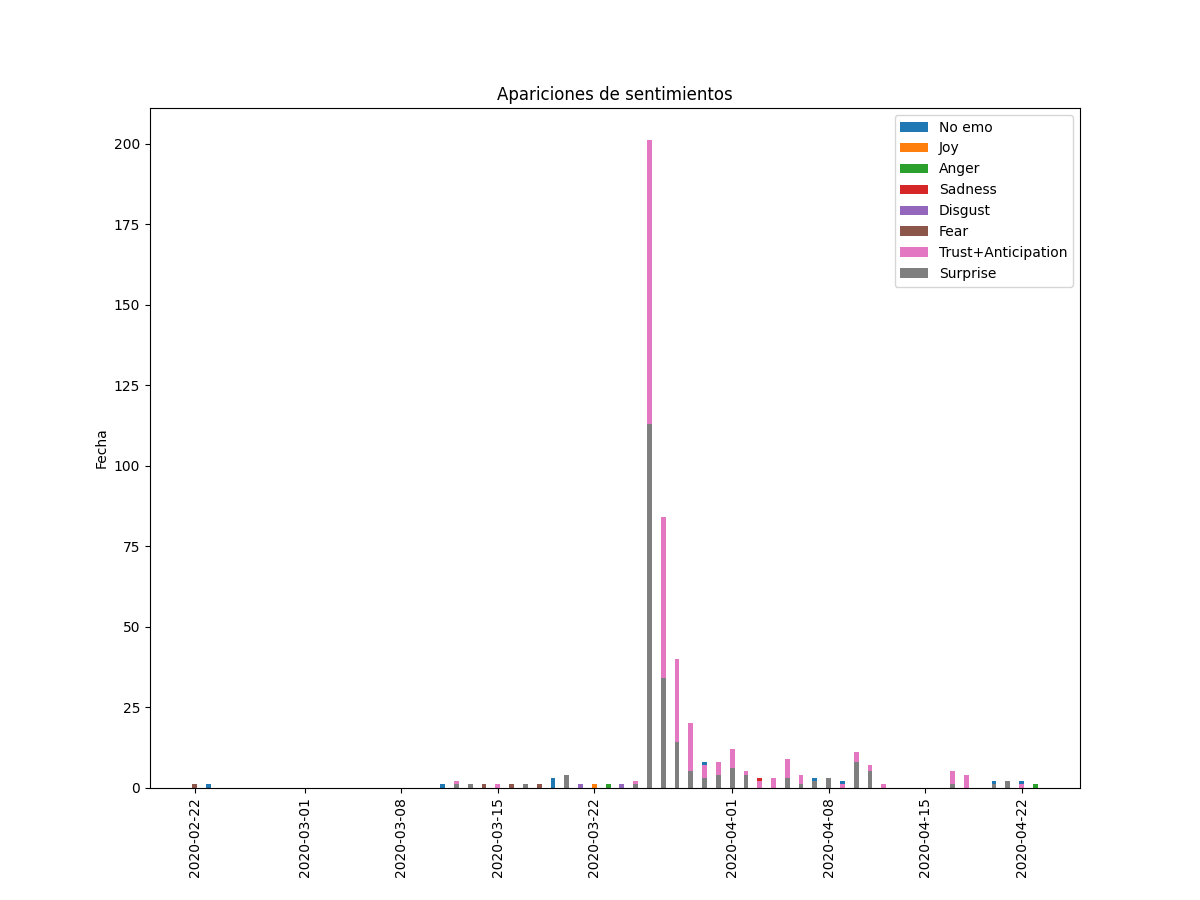 Apariciones de sentimientos
No emo
Joy
Anger
Sadness
Disgust
Fear
Trust+Anticipation
Surprise
Fecha
200
175
150
125
100
75
50
25
0
2020-02-22
2020-03-01
2020-03-08
2020-03-15
2020-03-22
2020-04-01
2020-04-08
2020-04-15
2020-04-22